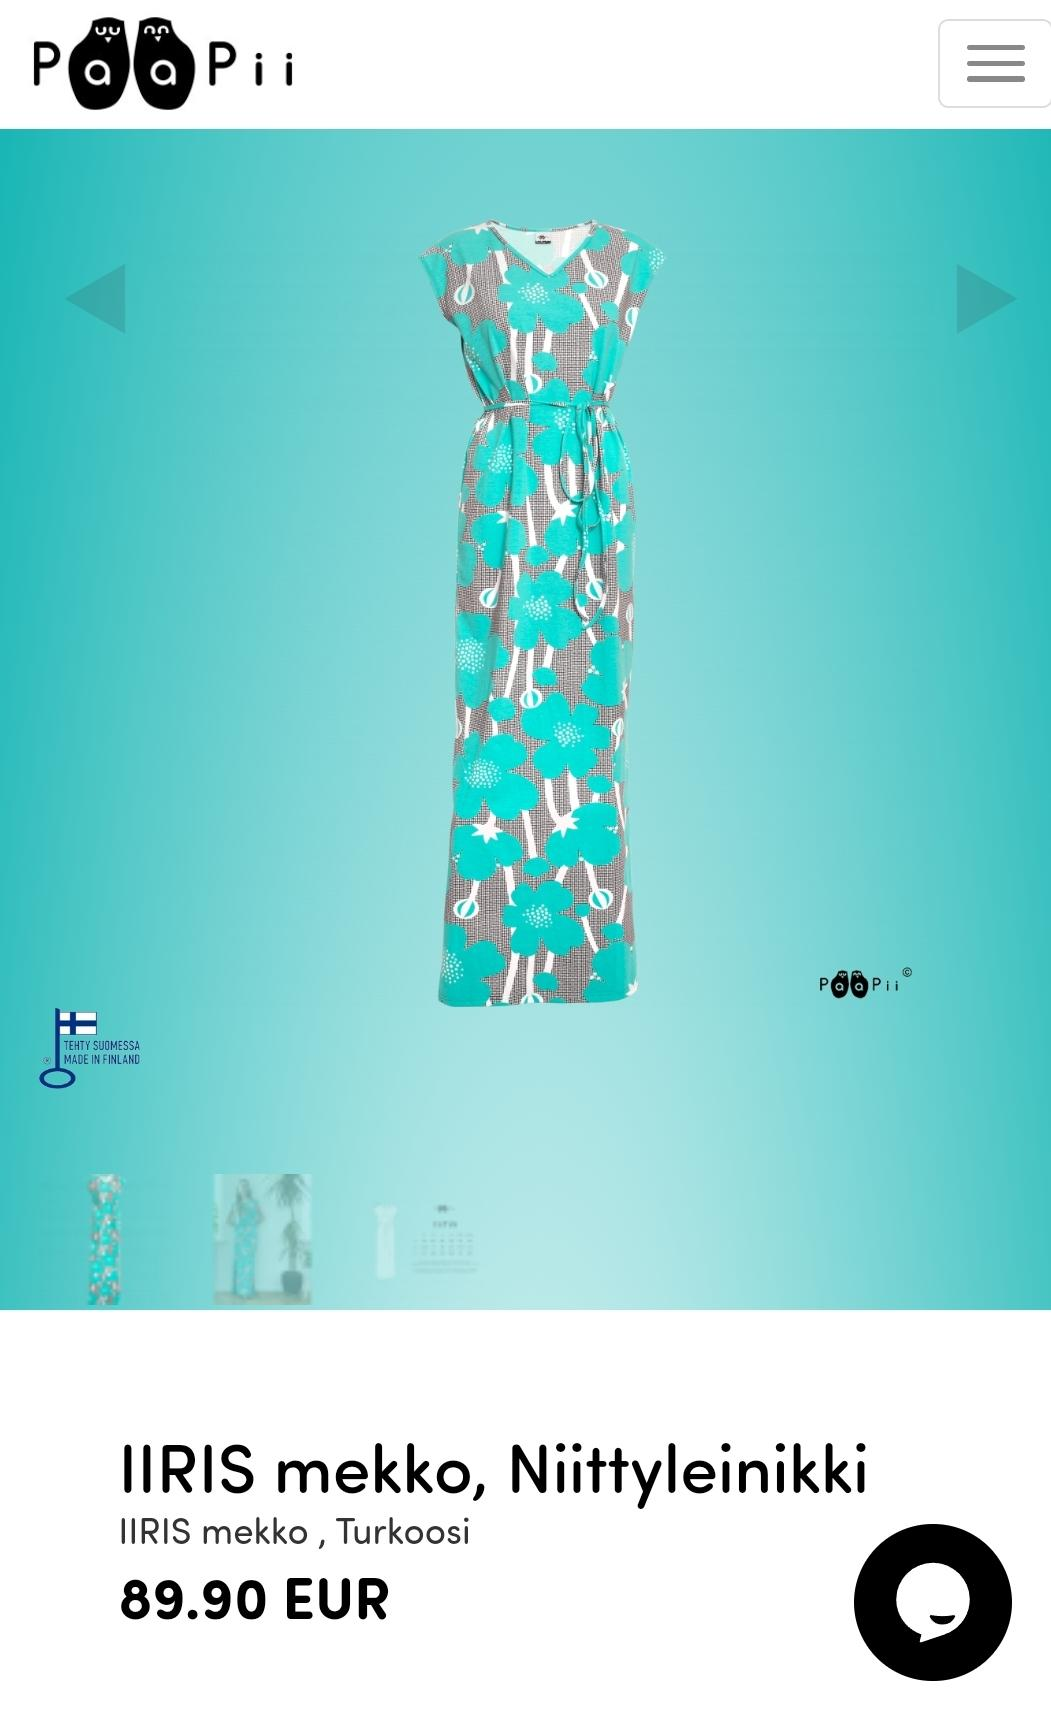 PaaPii
PaaPii ©
TEHTY SUOMESSA
® MADE IN FINLAND
IIRIS mekko, Niittyleinikki
IIRIS mekko , Turkoosi
89.90 EUR